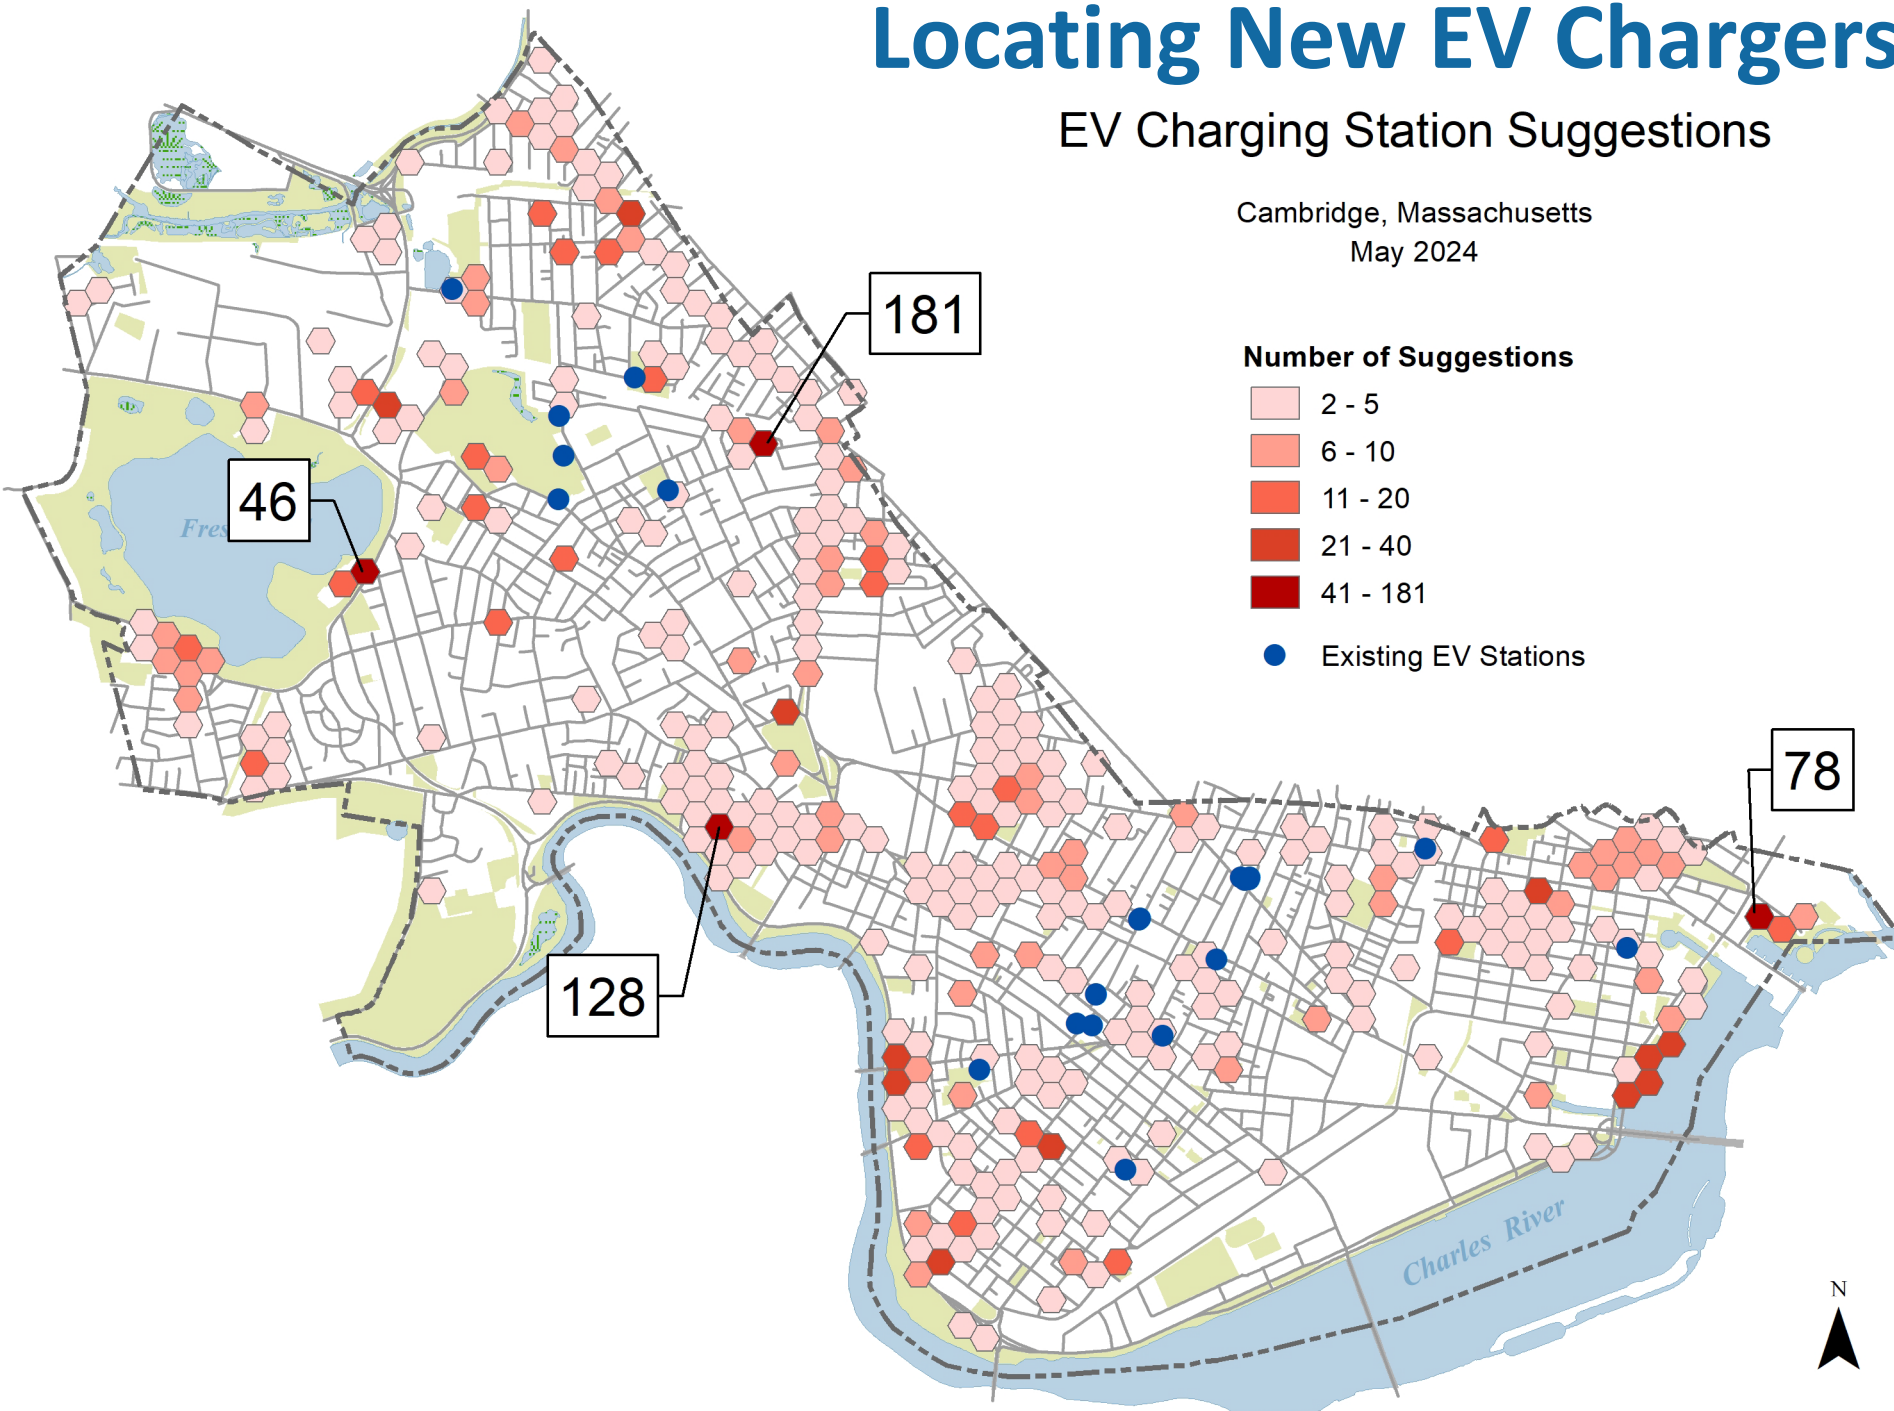 Locating New EV Chargers
EV Charging Station Suggestions
Cambridge, Massachusetts
May 2024
181
Number of Suggestions
2 - 5
6 - 10
11 - 20
21 - 40
41 - 181
Existing EV Stations
46
Fres
78
128
Charles River
N